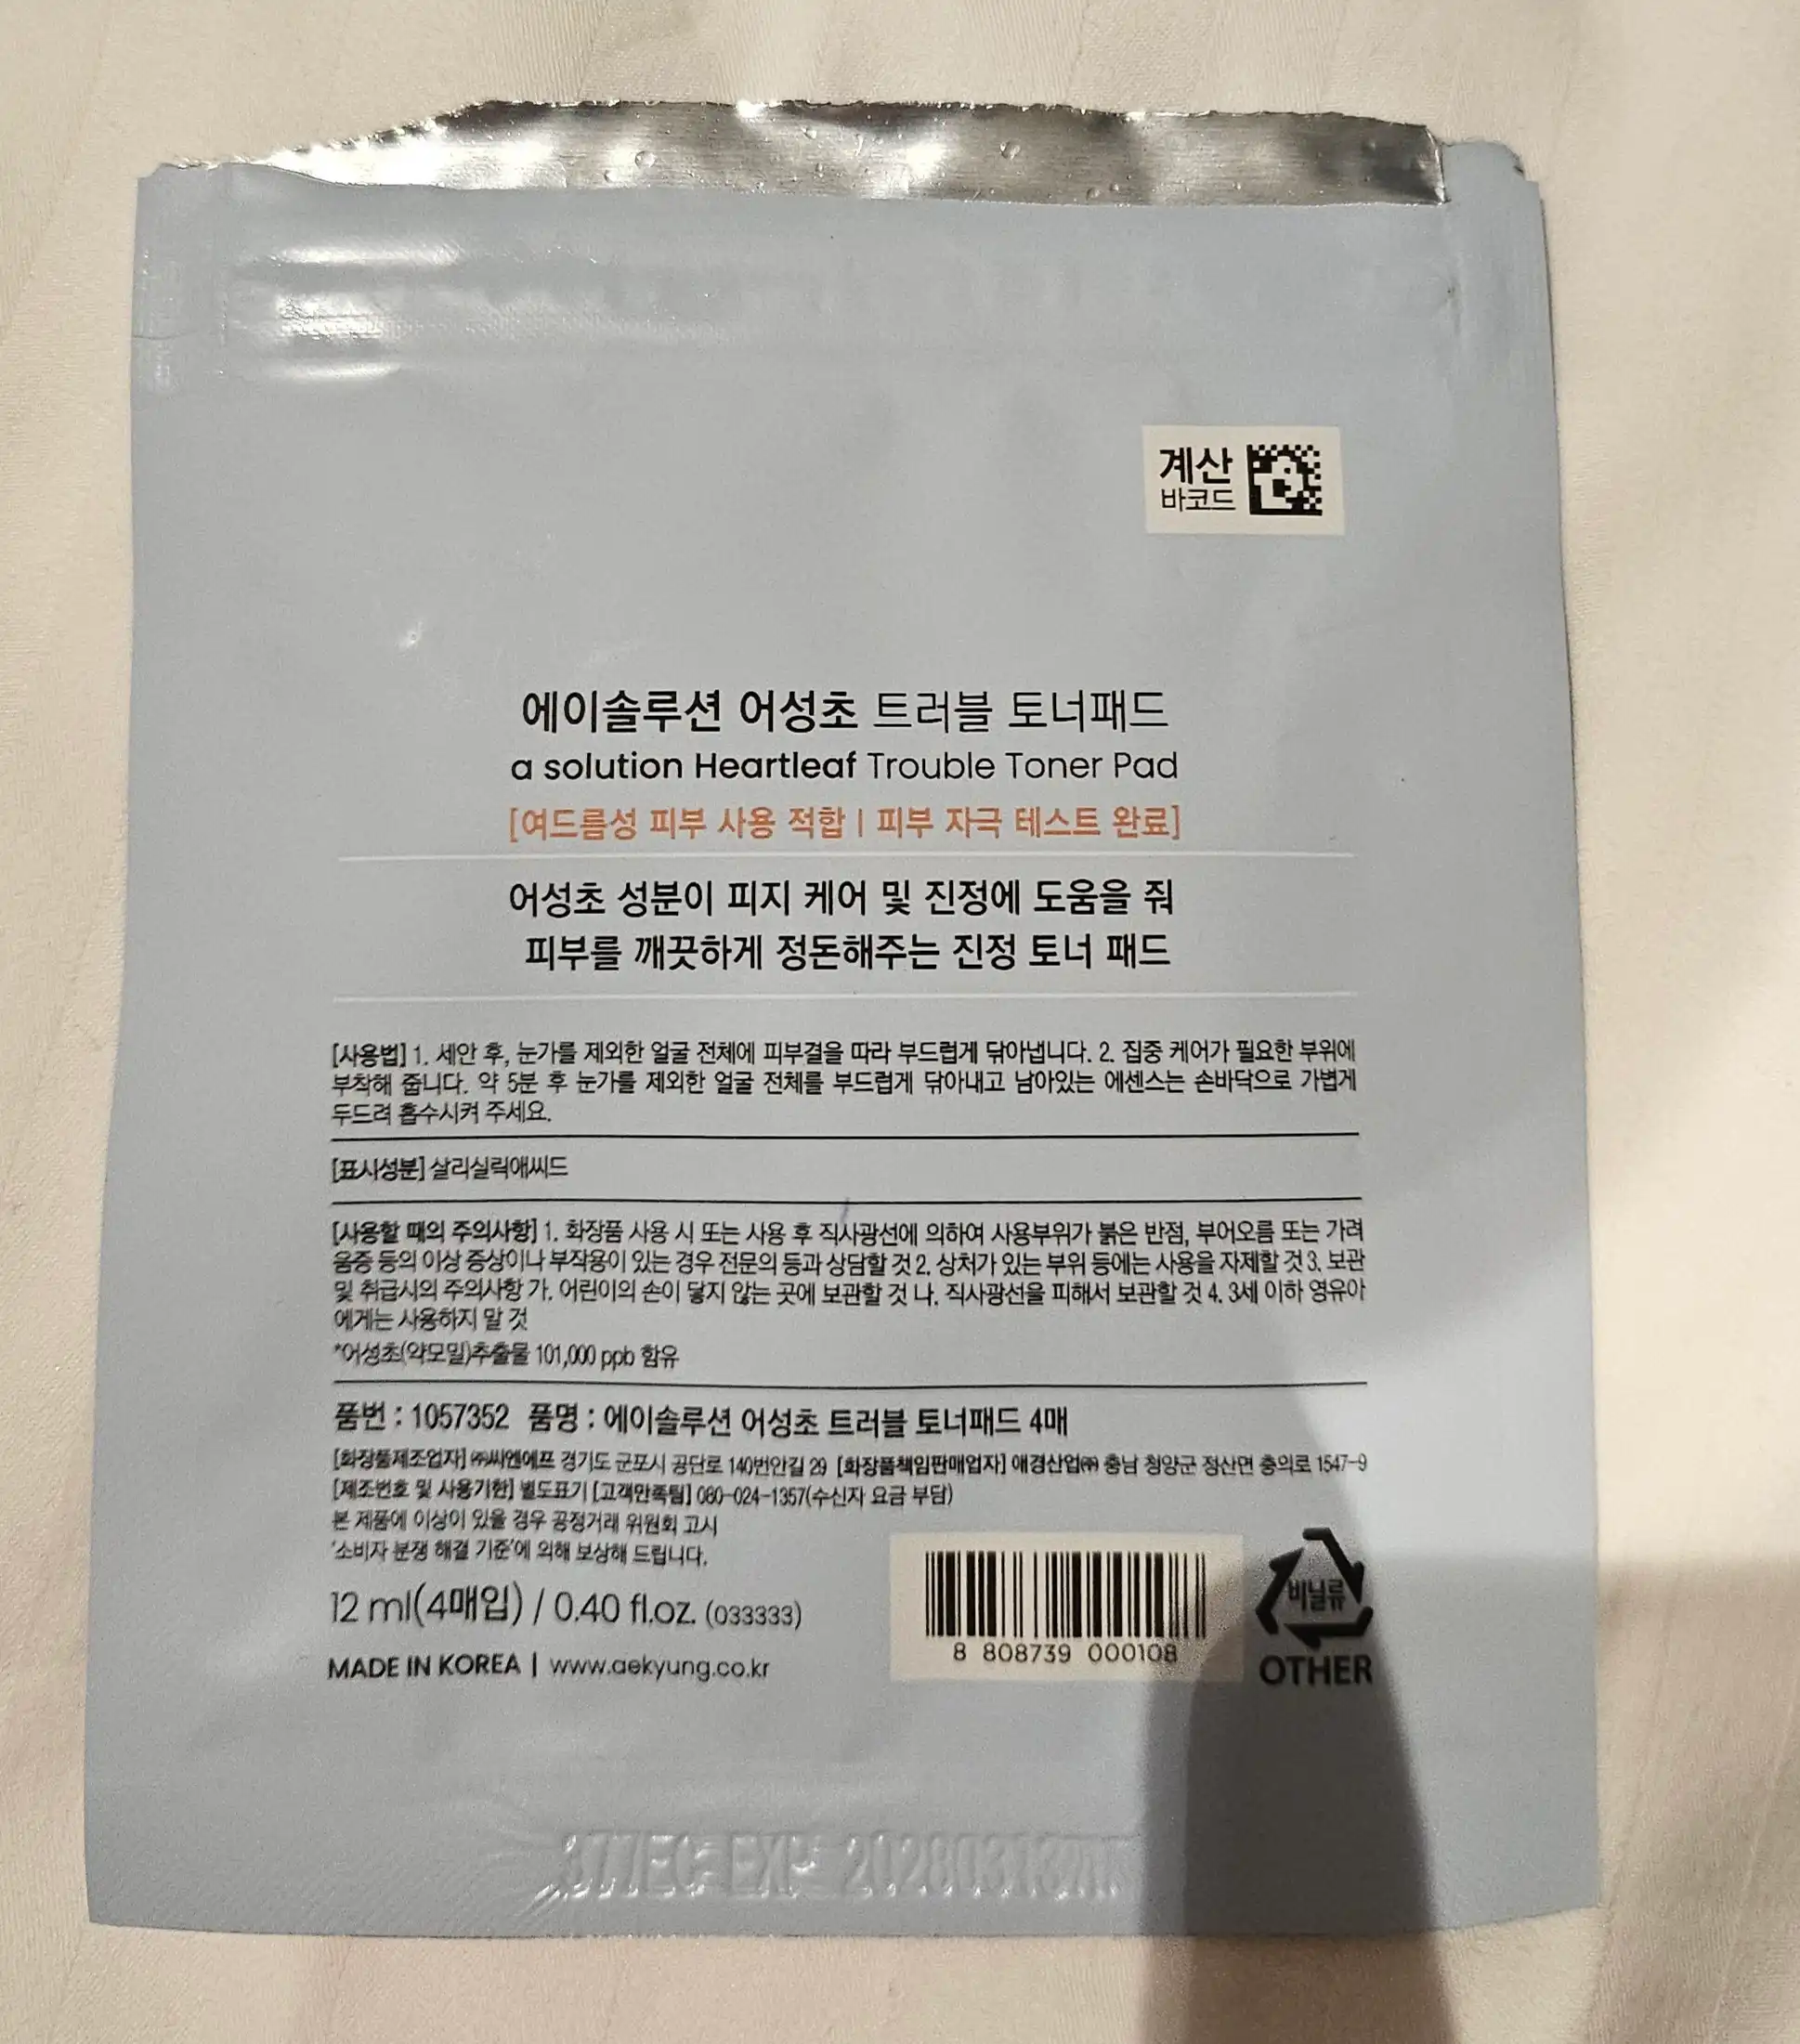 계산
바코드
에이솔루션 어성초 트러블 토너패드
a solution Heartleaf Trouble Toner Pad
[여드름성 피부 사용 적합 | 피부 자극 테스트 완료]
어성초 성분이 피지 케어 및 진정에 도움을 줘
피부를 깨끗하게 정돈해주는 진정 토너 패드
[사용법] 1. 세안 후, 눈가를 제외한 얼굴 전체에 피부결을 따라 부드럽게 닦아냅니다. 2. 집중 케어가 필요한 부위에
부착해 줍니다. 약 5분 후 눈가를 제외한 얼굴 전체를 부드럽게 닦아내고 남아있는 에센스는 손바닥으로 가볍게
두드려 흡수시켜 주세요.
[표시성분] 살리실릭애씨드
[사용할 때의 주의사항] 1. 화장품 사용 시 또는 사용 후 직사광선에 의하여 사용부위가 붉은 반점, 부어오름 또는 가려
움증 등의 이상 증상이나 부작용이 있는 경우 전문의 등과 상담할 것 2. 상처가 있는 부위 등에는 사용을 자제할 것 3. 보관
및 취급시의 주의사항 가. 어린이의 손이 닿지 않는 곳에 보관할 것 나. 직사광선을 피해서 보관할 것 4. 3세 이하 영유아
에게는 사용하지 말 것
*어성초(약모밀)추출물 101,000 ppb 함유
품번 : 1057352 품명 : 에이솔루션 어성초 트러블 토너패드 4매
[화장품제조업자] ㈜씨엔에프 경기도 군포시 공단로 140번안길 29 [화장품책임판매업자] 애경산업㈜ 충남 청양군 정산면 충의로 1547-9
[제조번호 및 사용기한] 별도표기 [고객만족팀] 080-024-1357(수신자 요금 부담)
본 제품에 이상이 있을 경우 공정거래 위원회 고시
'소비자 분쟁 해결 기준'에 의해 보상해 드립니다.
12 ml(4매입) / 0.40 fl.oz. (033333)
MADE IN KOREA | www.aekyung.co.kr
8 808739 000108
비닐류
OTHER
EXP